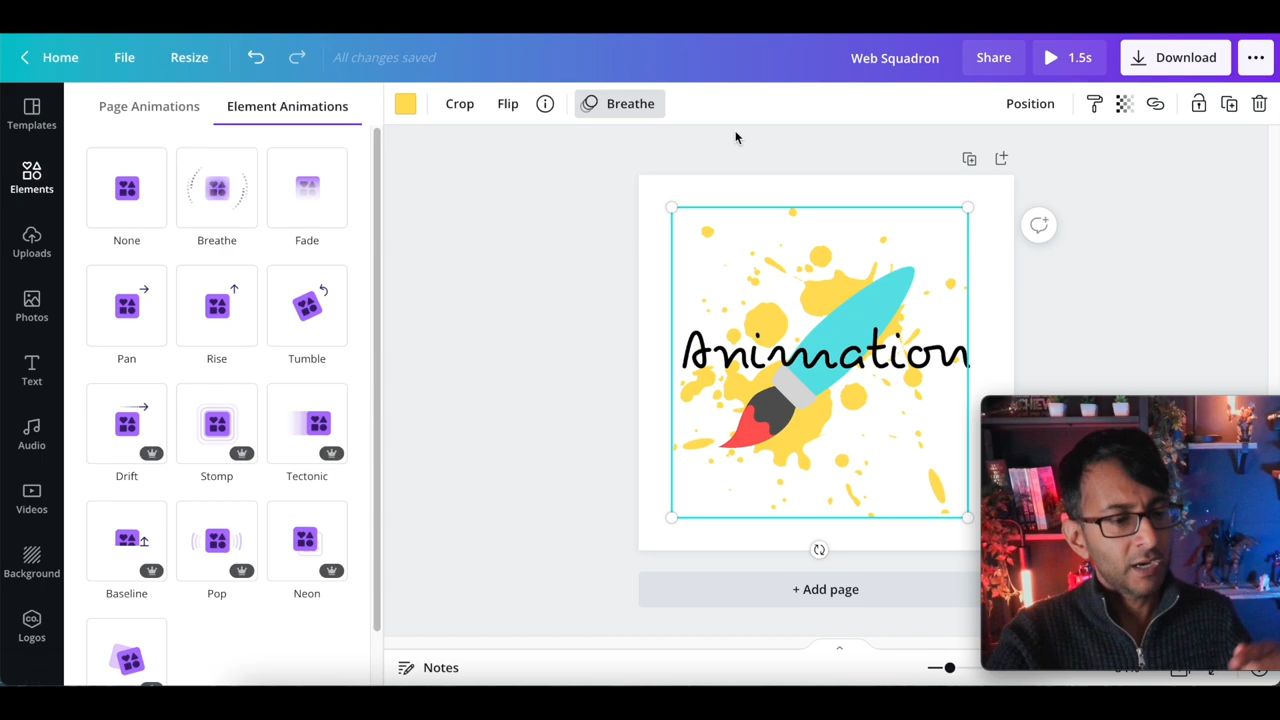 Home File Resize All changes saved Web Squadron Share 1.5s Download
Page Animations Element Animations
Crop Flip Breathe Position
Templates
Elements
Uploads
Photos
Text
Audio
Videos
Background
CO.
Logos
None Breathe Fade
Pan Rise Tumble
Drift Stomp Tectonic
Baseline Pop Neon
Animation
+ Add page
Notes